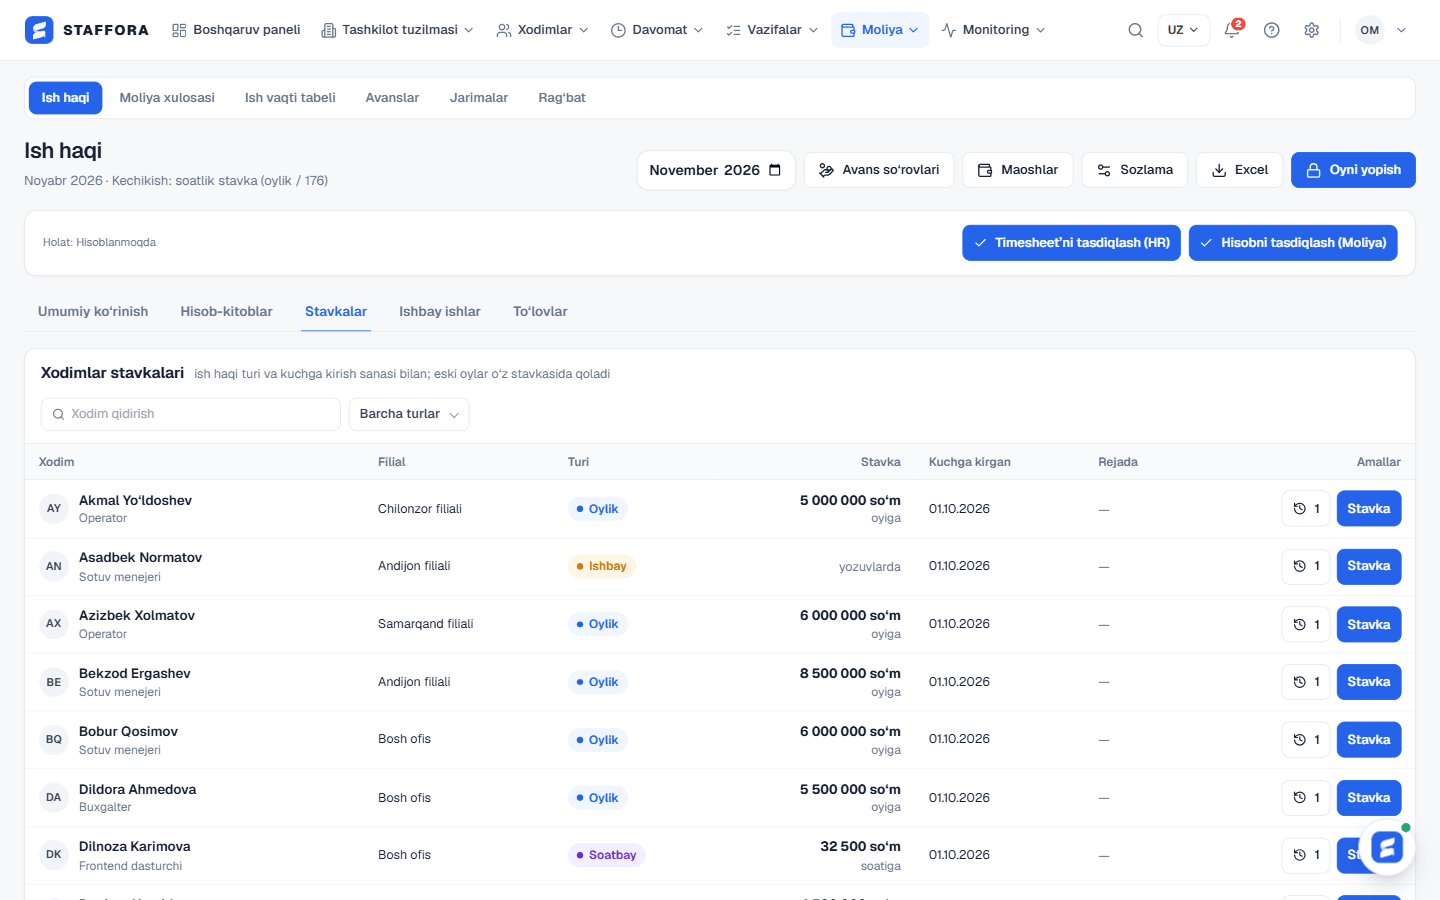 STAFFORA Boshqaruv paneli Tashkilot tuzilmasi Xodimlar Davomat Vazifalar Moliya Monitoring UZ 2 OM
Ish haqi Moliya xulosasi Ish vaqti tabeli Avanslar Jarimalar Rag‘bat
Ish haqi
Noyabr 2026 · Kechikish: soatlik stavka (oylik / 176)
November 2026 Avans so‘rovlari Maoshlar Sozlama Excel Oyni yopish
Holat: Hisoblanmoqda Timesheet’ni tasdiqlash (HR) Hisobni tasdiqlash (Moliya)
Umumiy ko‘rinish Hisob-kitoblar Stavkalar Ishbay ishlar To‘lovlar
Xodimlar stavkalari ish haqi turi va kuchga kirish sanasi bilan; eski oylar o‘z stavkasida qoladi
Xodim qidirish Barcha turlar
Xodim Filial Turi Stavka Kuchga kirgan Rejada Amallar
AY Akmal Yo‘ldoshev Chilonzor filiali Oylik 5 000 000 so‘m 01.10.2026 — 1 Stavka
Operator oyiga
AN Asadbek Normatov Andijon filiali Ishbay yozuvlarda 01.10.2026 — 1 Stavka
Sotuv menejeri
AX Azizbek Xolmatov Samarqand filiali Oylik 6 000 000 so‘m 01.10.2026 — 1 Stavka
Operator oyiga
BE Bekzod Ergashev Andijon filiali Oylik 8 500 000 so‘m 01.10.2026 — 1 Stavka
Sotuv menejeri oyiga
BQ Bobur Qosimov Bosh ofis Oylik 6 000 000 so‘m 01.10.2026 — 1 Stavka
Sotuv menejeri oyiga
DA Dildora Ahmedova Bosh ofis Oylik 5 500 000 so‘m 01.10.2026 — 1 Stavka
Buxgalter oyiga
DK Dilnoza Karimova Bosh ofis Soatbay 32 500 so‘m 01.10.2026 — 1
Frontend dasturchi soatiga